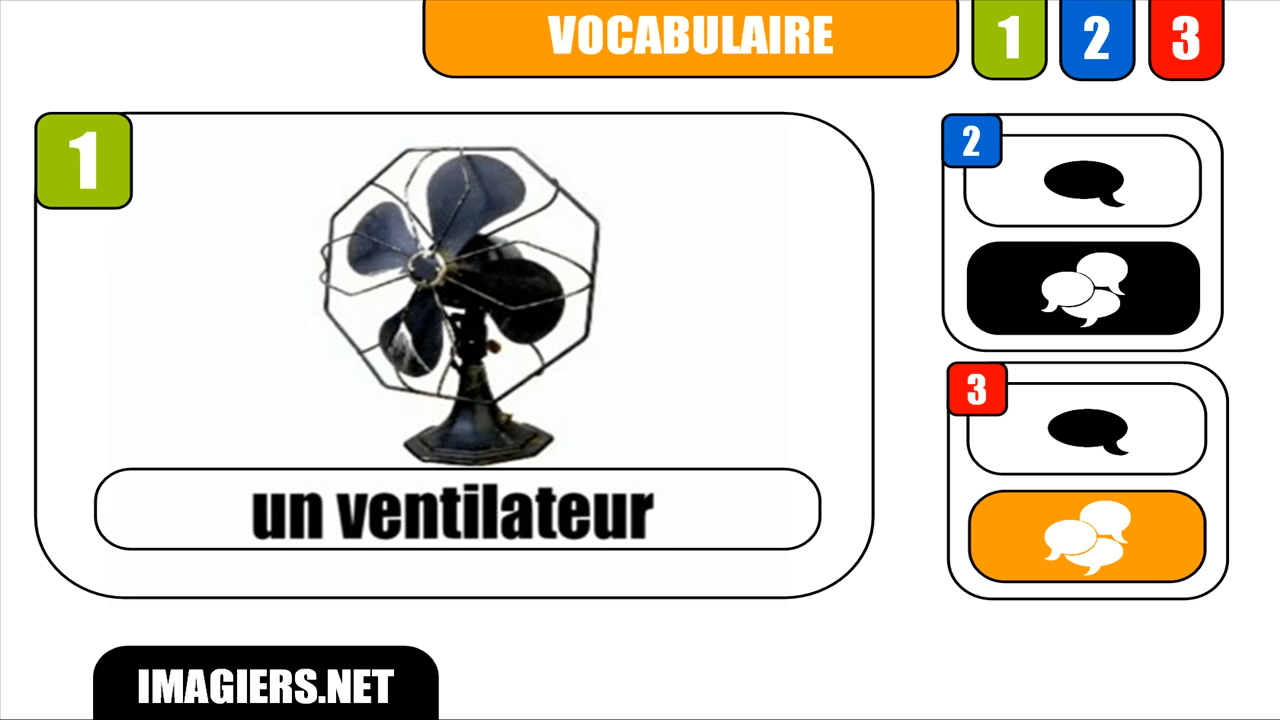 VOCABULAIRE 1 2 3
1
un ventilateur
2
3
IMAGIERS.NET